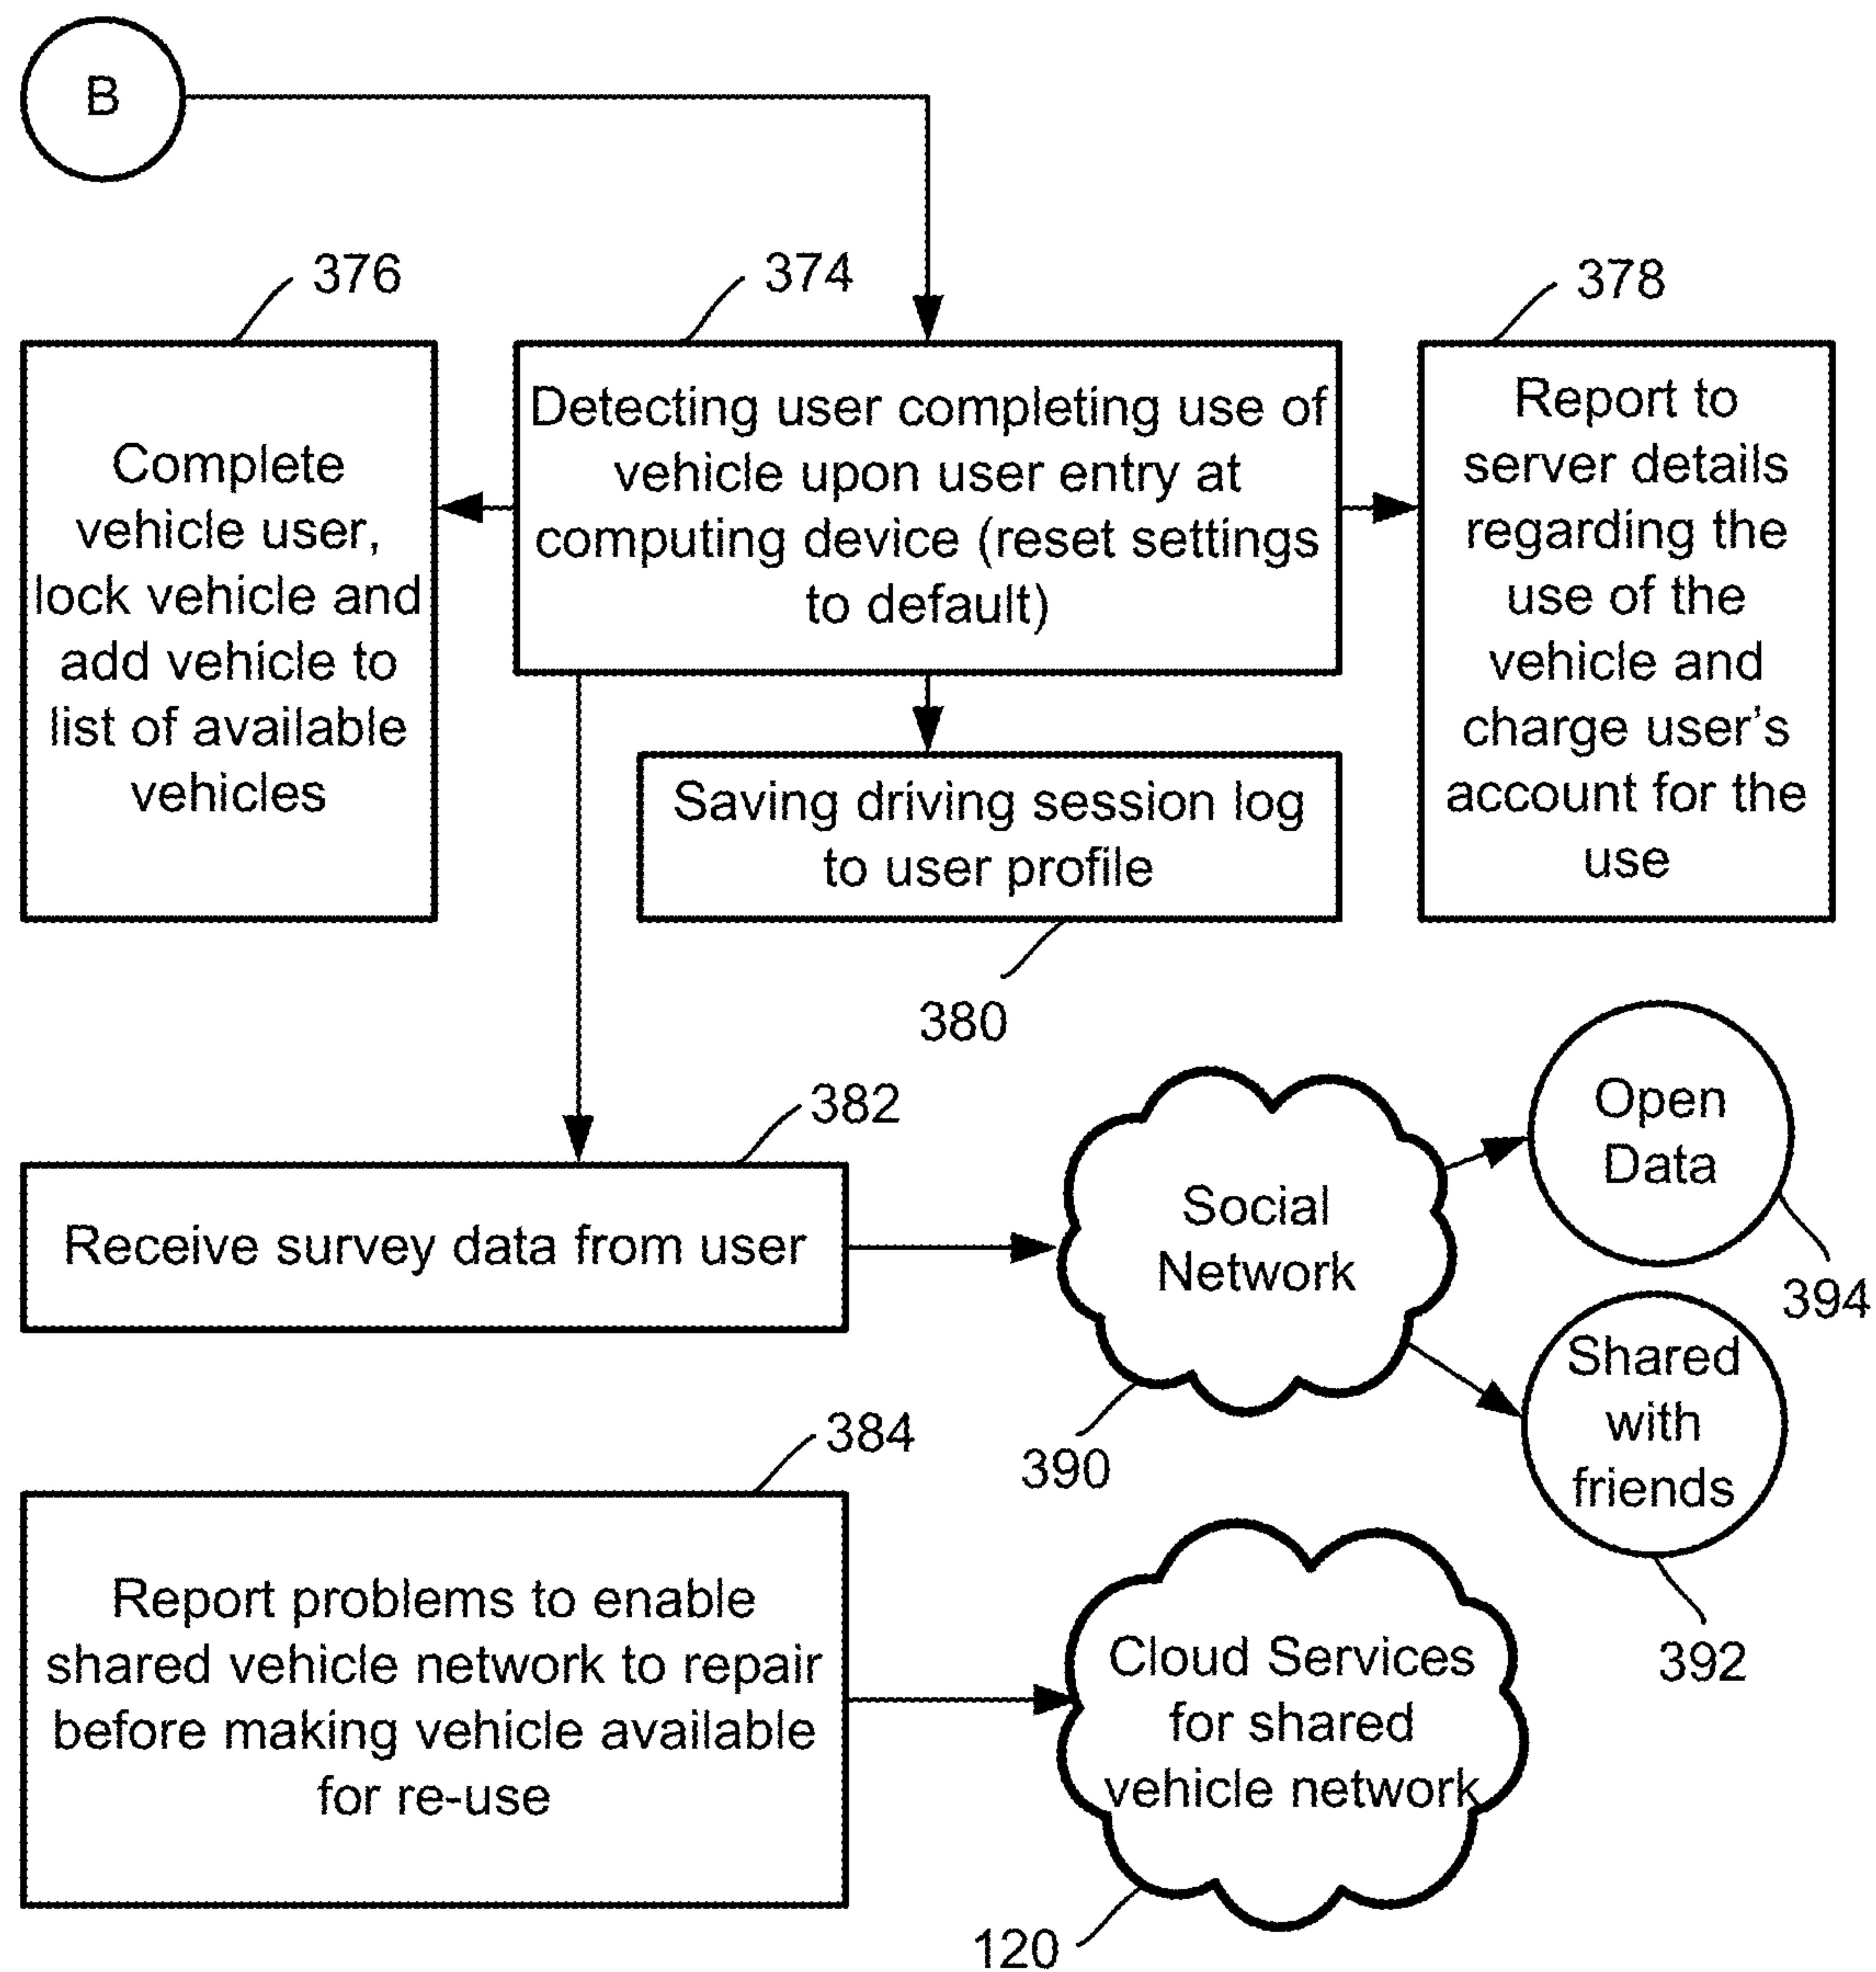 B
376
374
378
Complete
vehicle user,
lock vehicle and
add vehicle to
list of available
vehicles
Detecting user completing use of
vehicle upon user entry at
computing device (reset settings
to default)
Report to
server details
regarding the
use of the
vehicle and
charge user's
account for the
use
Saving driving session log
to user profile
380
382
Receive survey data from user
Social
Network
390
Open
Data
394
Shared
with
friends
392
384
Report problems to enable
shared vehicle network to repair
before making vehicle available
for re-use
Cloud Services
for shared
vehicle network
120